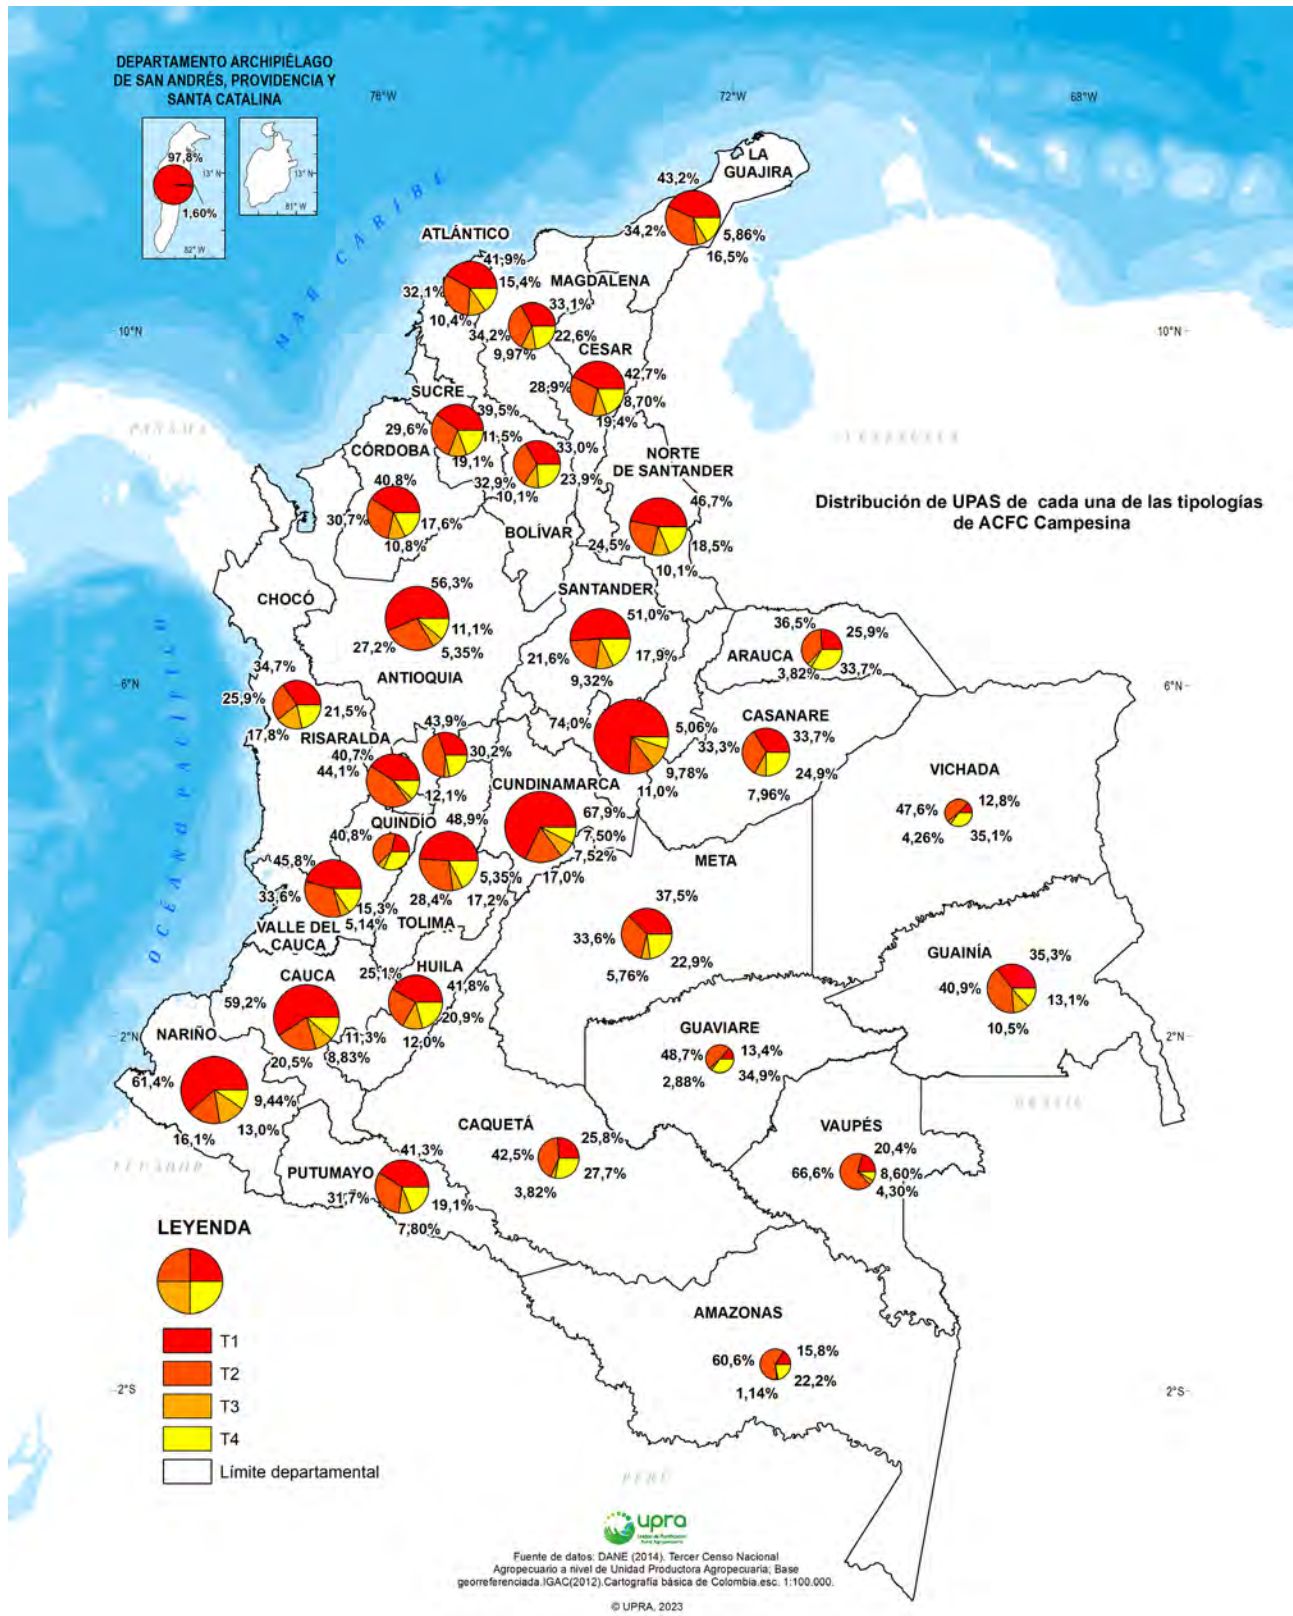 DEPARTAMENTO ARCHIPIÉLAGO
DE SAN ANDRÉS, PROVIDENCIA Y
SANTA CATALINA
76°W
72°W
68°W
97,8%
13° N
13° N
1,60%
81° W
82° W
MAR CARIBE
LA
GUAJIRA
43,2%
34,2%
5,86%
16,5%
ATLÁNTICO
41,9%
15,4%
32,1%
10,4%
MAGDALENA
33,1%
34,2%
22,6%
9,97%
10°N
10°N
CESAR
42,7%
28,9%
8,70%
19,4%
SUCRE
39,5%
29,6%
11,5%
19,1%
PANAMÁ
VENEZUELA
CÓRDOBA
40,8%
30,7%
17,6%
10,8%
33,0%
32,9%
23,9%
10,1%
BOLÍVAR
NORTE
DE SANTANDER
46,7%
24,5%
18,5%
10,1%
Distribución de UPAS de cada una de las tipologías
de ACFC Campesina
CHOCÓ
34,7%
25,9%
21,5%
17,8%
56,3%
11,1%
27,2%
5,35%
ANTIOQUIA
SANTANDER
51,0%
21,6%
17,9%
9,32%
36,5%
25,9%
ARAUCA
3,82%
33,7%
6°N
6°N
OCÉANO PACÍFICO
RISARALDA
40,7%
44,1%
12,1%
43,9%
30,2%
74,0%
5,06%
9,78%
11,0%
CASANARE
33,3%
33,7%
24,9%
7,96%
VICHADA
47,6%
12,8%
4,26%
35,1%
CUNDINAMARCA
67,9%
7,50%
7,52%
17,0%
QUINDÍO
40,8%
48,9%
5,35%
28,4%
17,2%
TOLIMA
45,8%
33,6%
15,3%
5,14%
VALLE DEL
CAUCA
META
37,5%
33,6%
22,9%
5,76%
GUAINÍA
35,3%
40,9%
13,1%
10,5%
CAUCA
59,2%
11,3%
20,5%
8,83%
HUILA
25,1%
41,8%
20,9%
12,0%
2°N
2°N
NARIÑO
61,4%
9,44%
16,1%
13,0%
GUAVIARE
48,7%
13,4%
2,88%
34,9%
BRASIL
ECUADOR
CAQUETÁ
25,8%
42,5%
27,7%
3,82%
VAUPÉS
20,4%
66,6%
8,60%
4,30%
PUTUMAYO
41,3%
31,7%
19,1%
7,80%
LEYENDA
T1
T2
T3
T4
Límite departamental
AMAZONAS
60,6%
15,8%
22,2%
1,14%
2°S
2°S
PERÚ
upra
Fuente de datos: DANE (2014). Tercer Censo Nacional
Agropecuario a nivel de Unidad Productora Agropecuaria; Base
georreferenciada.IGAC(2012).Cartografía básica de Colombia.esc. 1:100.000.
© UPRA, 2023